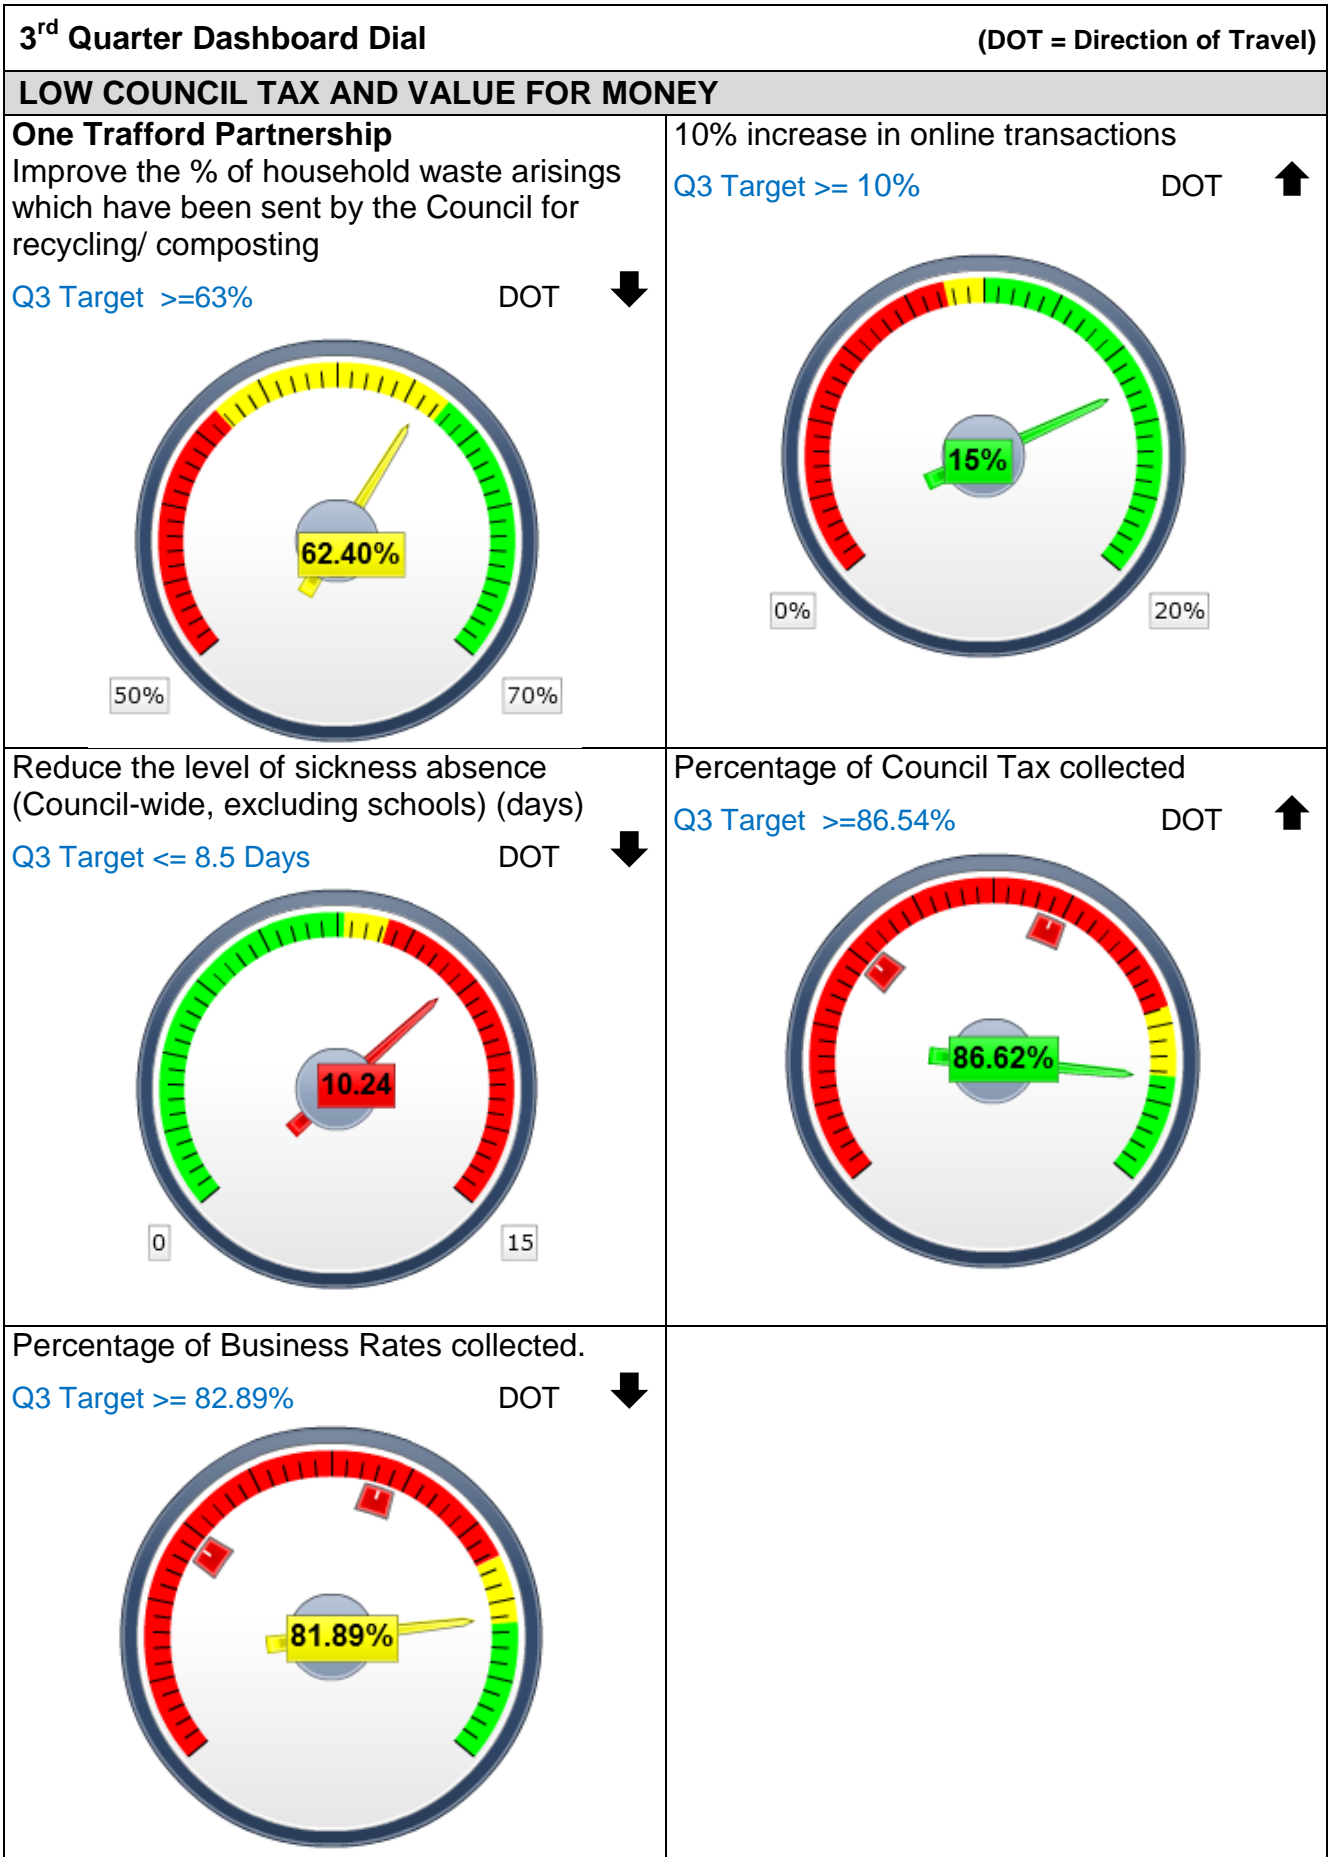 3rd Quarter Dashboard Dial (DOT = Direction of Travel)
LOW COUNCIL TAX AND VALUE FOR MONEY
One Trafford Partnership
Improve the % of household waste arisings
which have been sent by the Council for
recycling/ composting
Q3 Target >=63% DOT
62.40%
50% 70%
10% increase in online transactions
Q3 Target >= 10% DOT
15%
0% 20%
Reduce the level of sickness absence
(Council-wide, excluding schools) (days)
Q3 Target <= 8.5 Days DOT
10.24
0 15
Percentage of Council Tax collected
Q3 Target >=86.54% DOT
86.62%
Percentage of Business Rates collected.
Q3 Target >= 82.89% DOT
81.89%